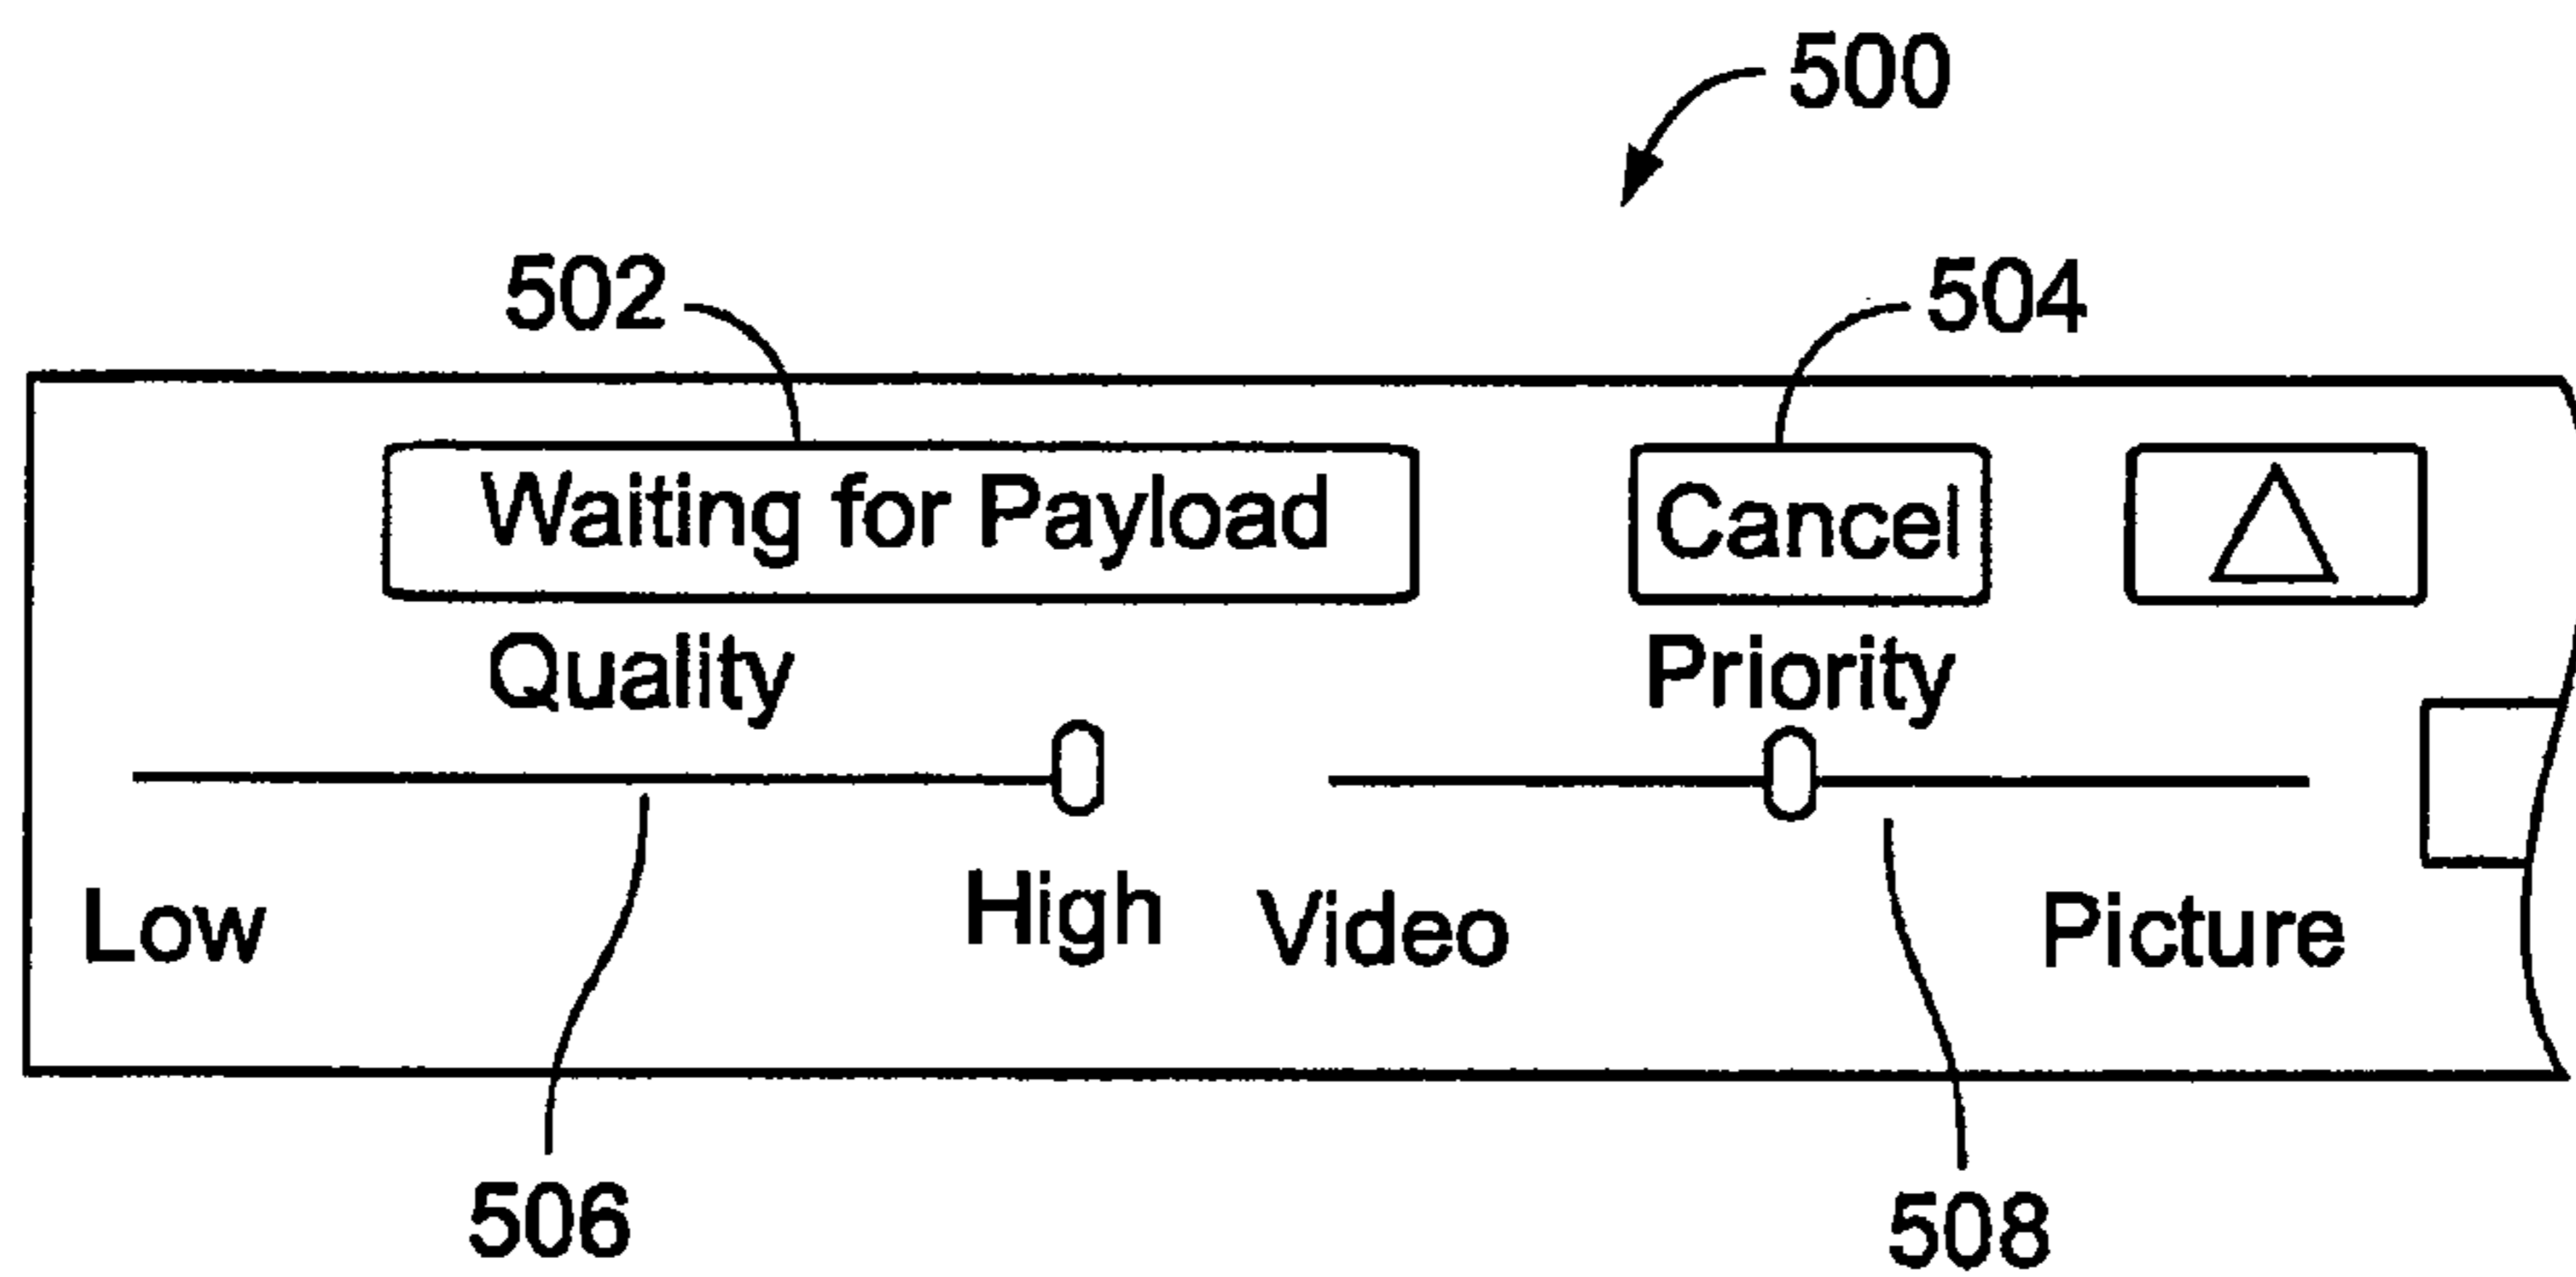 500
502
504
Waiting for Payload
Cancel
Quality
Priority
Low
High
Video
Picture
506
508